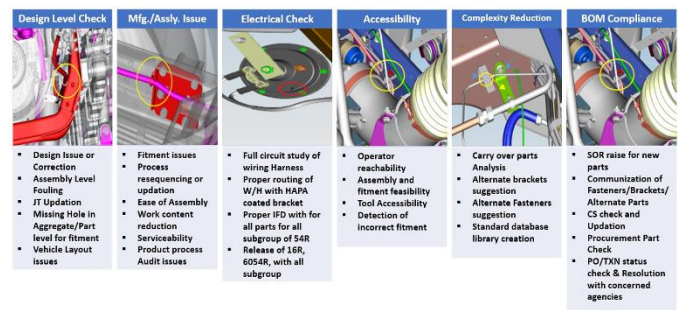 Design Level Check
Design Issue or
Correction
Assembly Level
Fouling
JT Updation
Missing Hole in
Aggregate/Part
level for fitment
Vehicle Layout
issues
Mfg./Assly. Issue
Fitment issues
Process
resequencing or
updation
Ease of Assembly
Work content
reduction
Serviceability
Product process
Audit issues
Electrical Check
Full circuit study of
wiring Harness
Proper routing of
W/H with HAPA
coated bracket
Proper IFD with for
all parts for all
subgroup of 54R
Release of 16R,
6054R, with all
subgroup
Accessibility
Operator
reachability
Assembly and
fitment feasibility
Tool Accessibility
Detection of
incorrect fitment
Complexity Reduction
Carry over parts
Analysis
Alternate brackets
suggestion
Alternate Fasteners
suggestion
Standard database
library creation
BOM Compliance
SOR raise for new
parts
Communization of
Fasteners/Brackets/
Alternate Parts
CS check and
Updation
Procurement Part
Check
PO/TXN status
check & Resolution
with concerned
agencies